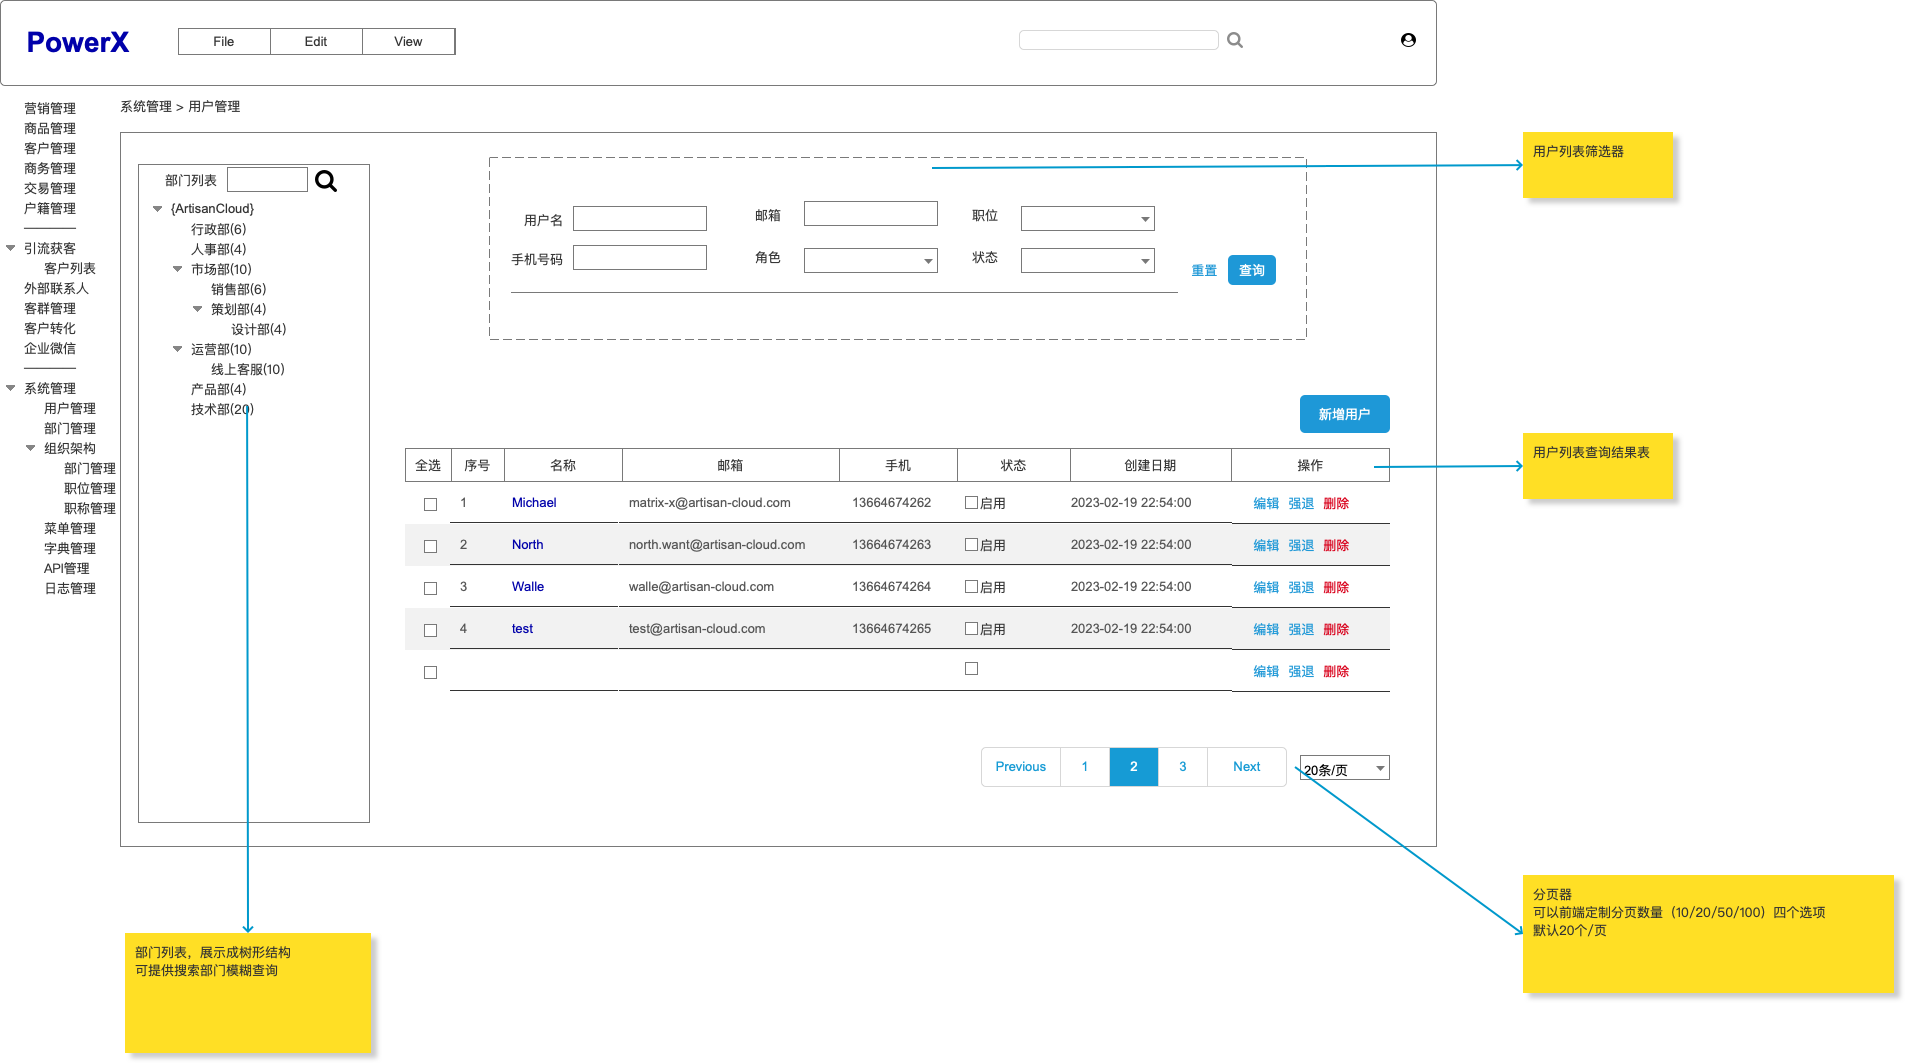 PowerX
File
Edit
View
营销管理
商品管理
客户管理
商务管理
交易管理
户籍管理
引流获客
客户列表
外部联系人
客群管理
客户转化
企业微信
系统管理
用户管理
部门管理
组织架构
部门管理
职位管理
职称管理
菜单管理
字典管理
API管理
日志管理
系统管理 > 用户管理
部门列表
{ArtisanCloud}
行政部(6)
人事部(4)
市场部(10)
销售部(6)
策划部(4)
设计部(4)
运营部(10)
线上客服(10)
产品部(4)
技术部(20)
用户名
邮箱
职位
手机号码
角色
状态
重置
查询
新增用户
全选 序号 名称 邮箱 手机 状态 创建日期 操作
1 Michael matrix-x@artisan-cloud.com 13664674262 启用 2023-02-19 22:54:00 编辑 强退 删除
2 North north.want@artisan-cloud.com 13664674263 启用 2023-02-19 22:54:00 编辑 强退 删除
3 Walle walle@artisan-cloud.com 13664674264 启用 2023-02-19 22:54:00 编辑 强退 删除
4 test test@artisan-cloud.com 13664674265 启用 2023-02-19 22:54:00 编辑 强退 删除
编辑 强退 删除
Previous 1 2 3 Next
20条/页
用户列表筛选器
用户列表查询结果表
分页器
可以前端定制分页数量（10/20/50/100）四个选项
默认20个/页
部门列表，展示成树形结构
可提供搜索部门模糊查询